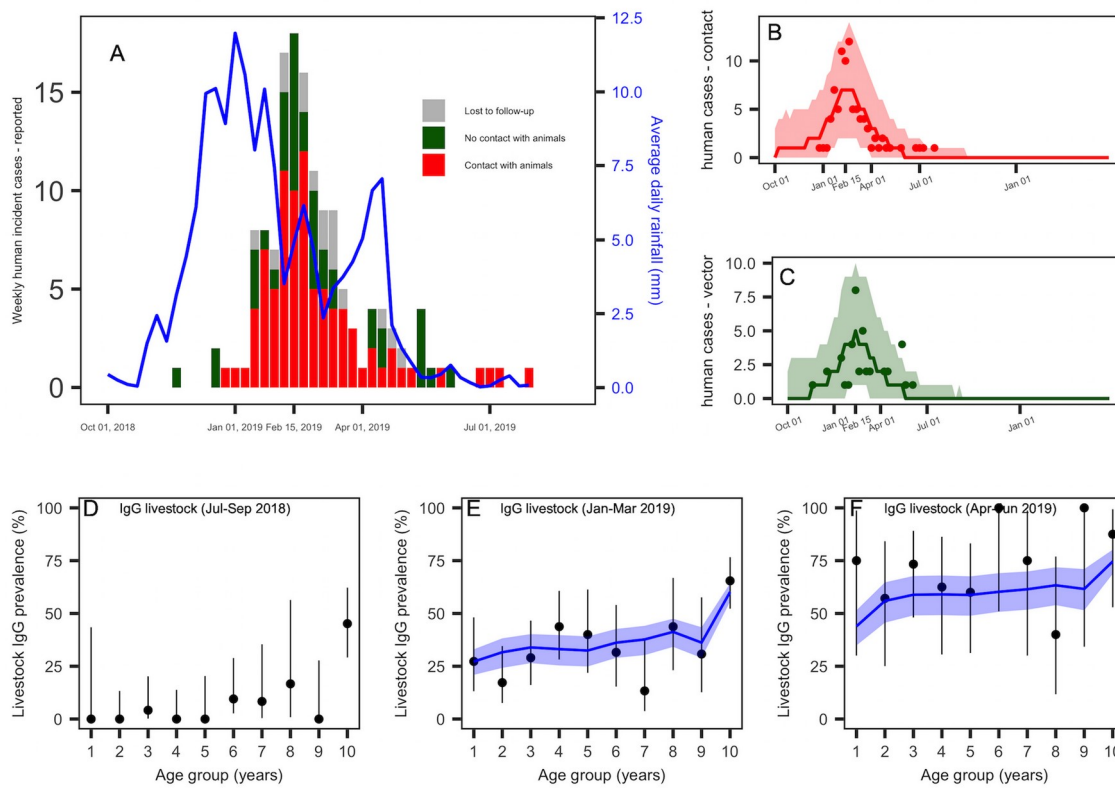 A
Weekly human incident cases - reported
15
10
5
0
12.5
10.0
7.5
5.0
2.5
0.0
Average daily rainfall (mm)
Lost to follow-up
No contact with animals
Contact with animals
Oct 01, 2018
Jan 01, 2019
Feb 15, 2019
Apr 01, 2019
Jul 01, 2019
B
human cases - contact
10
5
0
Oct 01
Jan 01
Feb 15
Apr 01
Jul 01
Jan 01
C
human cases - vector
10.0
7.5
5.0
2.5
0.0
Oct 01
Jan 01
Feb 15
Apr 01
Jul 01
Jan 01
D
IgG livestock (Jul-Sep 2018)
Livestock IgG prevalence (%)
100
75
50
25
0
1 2 3 4 5 6 7 8 9 10
Age group (years)
E
IgG livestock (Jan-Mar 2019)
Livestock IgG prevalence (%)
100
75
50
25
0
1 2 3 4 5 6 7 8 9 10
Age group (years)
F
IgG livestock (Apr-Jun 2019)
Livestock IgG prevalence (%)
100
75
50
25
0
1 2 3 4 5 6 7 8 9 10
Age group (years)